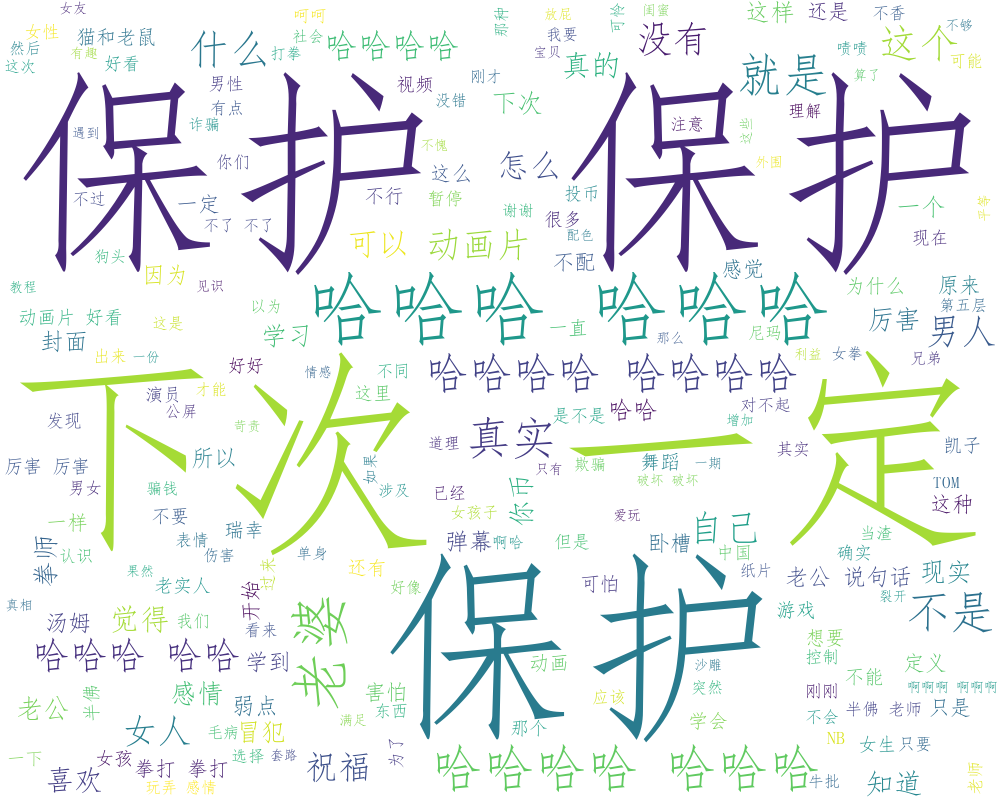 女友 呵呵 那种 放屁 可怜 闺蜜 这样 还是 不香 不够
女性 猫和老鼠 什么 打拳 社会 哈哈哈哈 我要 没有 这个
然后 有趣 宝贝 真的 啧啧 可能
这次 好看 男性 视频 刚才 就是 算了
有点 没错 下次 理解
保护 保护
遇到 诈骗 不愧 注意 这些
你们 这么 怎么 外国
不过 一定 不行 暂停 投币
不了 不了 谢谢 很多 一个 平等
配色 现在
狗头 可以 动画片 不配 感觉
因为 见识 为什么 原来
教程 哈哈哈 哈哈哈 第五层
动画片 好看 这是 以为 学习 一直 尼玛 厉害 男人
封面 那么
出来 一份 好好 情感 不同 哈哈哈哈 哈哈哈哈 利益 女拳 兄弟
演员 才能 这里
发现 公屏 苛责 真实 是不是 哈哈 对不起 增加
下次 一定
道理 其实 凯子
厉害 厉害 所以 如果 只有 欺骗 舞蹈 一期
男女 骗钱 涉及 已经 破坏 破坏 TOM
一样 不要 瑞幸 女孩子 你币 爱玩 自己 这种
拳师 表情 单身 弹幕 啊哈 但是 卧槽 当渣
认识 伤害 还有 中国 确实
果然 老实人 过来 好像 可怕 纸片 老公 说句话 现实
真相 开始 裂开
汤姆 觉得 我们 看来 老婆 游戏 不是
保护
哈哈哈 哈哈 学到 动画 沙雕 想要
控制 定义
老公 半佛 感情 弱点 害怕 应该 突然 刚刚 不能 啊啊啊 啊啊啊
东西 半佛 老师 只是
女人 毛病 冒犯 满足 那个 学会 不会
一下 女孩 选择 套路 为了 NB 女生 只要
喜欢 拳打 拳打 祝福 哈哈哈哈 哈哈哈
玩弄 感情 牛批 知道 老师